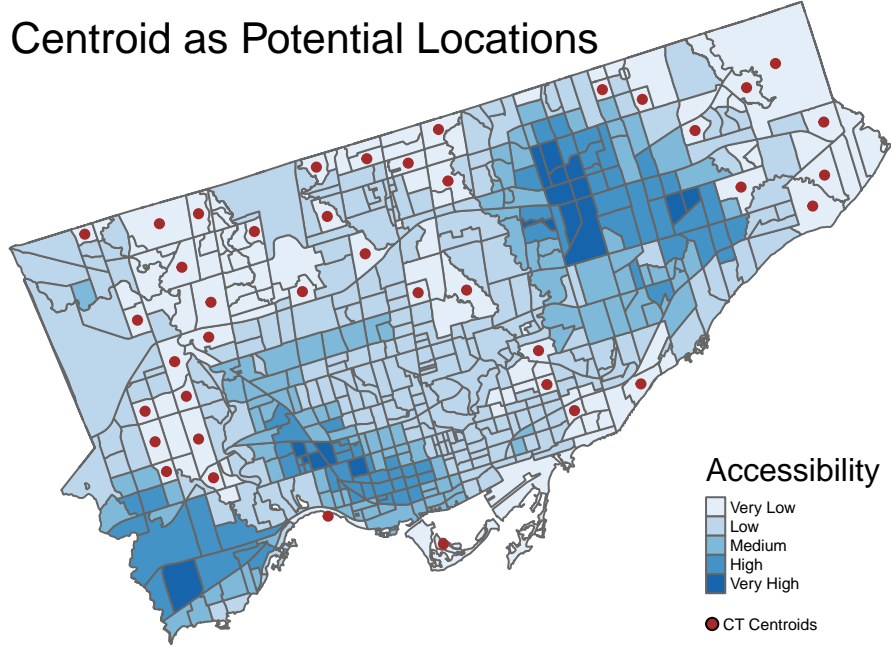 Centroid as Potential Locations
Accessibility
Very Low
Low
Medium
High
Very High
CT Centroids